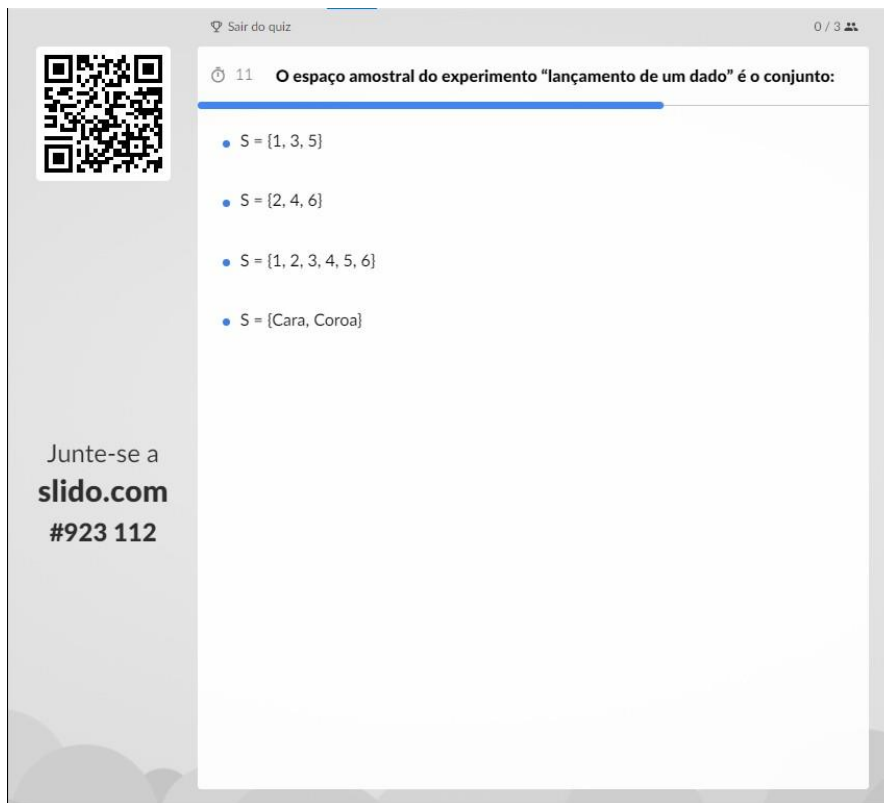 Sair do quiz
0 / 3
11
O espaço amostral do experimento “lançamento de um dado” é o conjunto:
S = {1, 3, 5}
S = {2, 4, 6}
S = {1, 2, 3, 4, 5, 6}
S = {Cara, Coroa}
Junte-se a
slido.com
#923 112